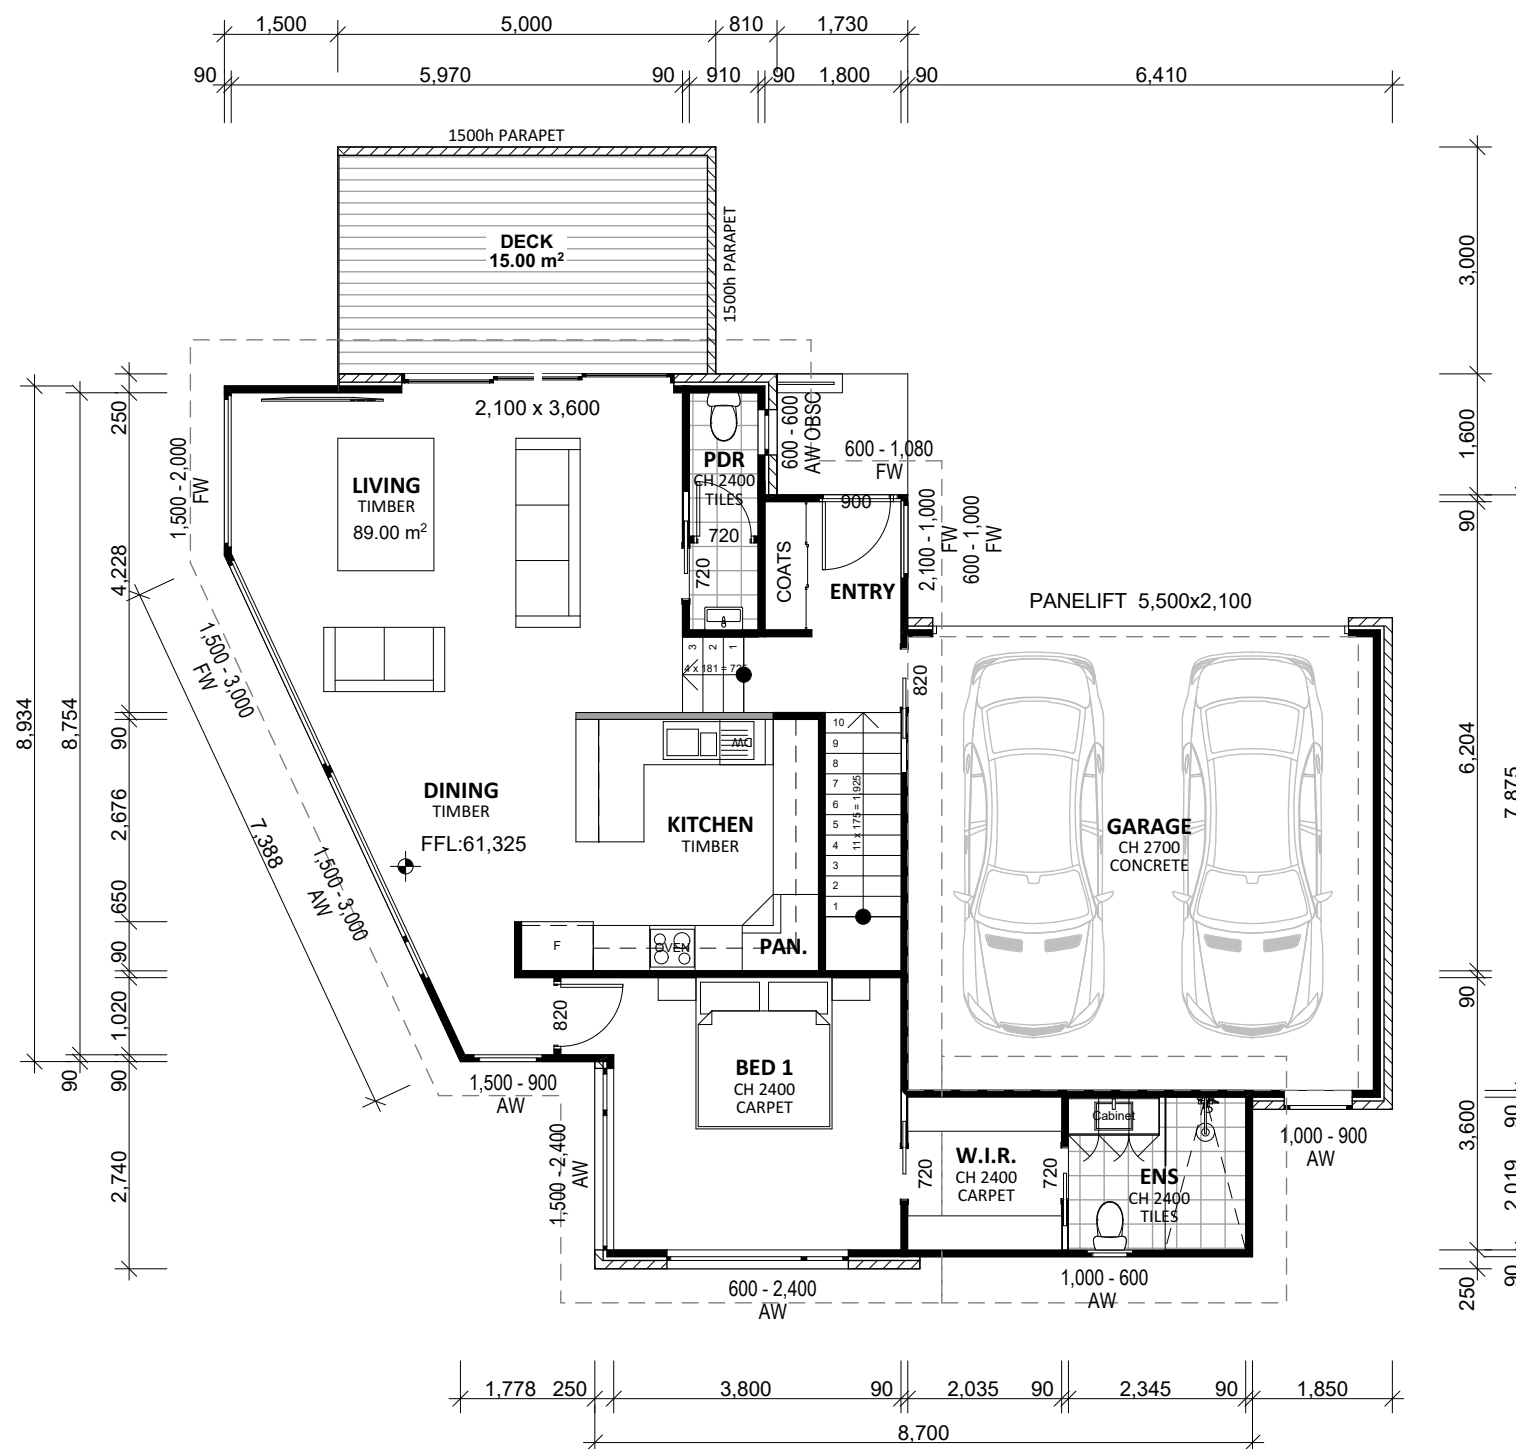 1,500
5,000
810
1,730
90
5,970
90
910
90
1,800
90
6,410
1500h PARAPET
1500h PARAPET
DECK
15.00 m²
3,000
2,100 x 3,600
250
1,500 - 2,000
FW
LIVING
TIMBER
89.00 m²
PDR
CH 2400
TILES
720
720
600 - 600
AW OBSC
600 - 1,080
FW
900
COATS
ENTRY
2,100 - 1,000
FW
600 - 1,000
FW
1,600
90
4,228
PANELIFT 5,500x2,100
1,500 - 3,000
FW
3
2
1
820
8,934
8,754
90
7,388
2,676
DINING
TIMBER
FFL:61,325
1,500 - 3,000
AW
DW
KITCHEN
TIMBER
10
9
8
7
6
5
4
3
2
1
11 x 175 = 1,925
GARAGE
CH 2700
CONCRETE
6,204
7,875
650
90
F
OVEN
PAN.
90
1,020
820
90
90
1,500 - 900
AW
BED 1
CH 2400
CARPET
2,740
1,500 - 2,400
AW
720
W.I.R.
CH 2400
CARPET
720
Cabinet
ENS
CH 2400
TILES
1,000 - 900
AW
3,600
90
2,019
90
250
600 - 2,400
AW
1,000 - 600
AW
1,778
250
3,800
90
2,035
90
2,345
90
1,850
8,700